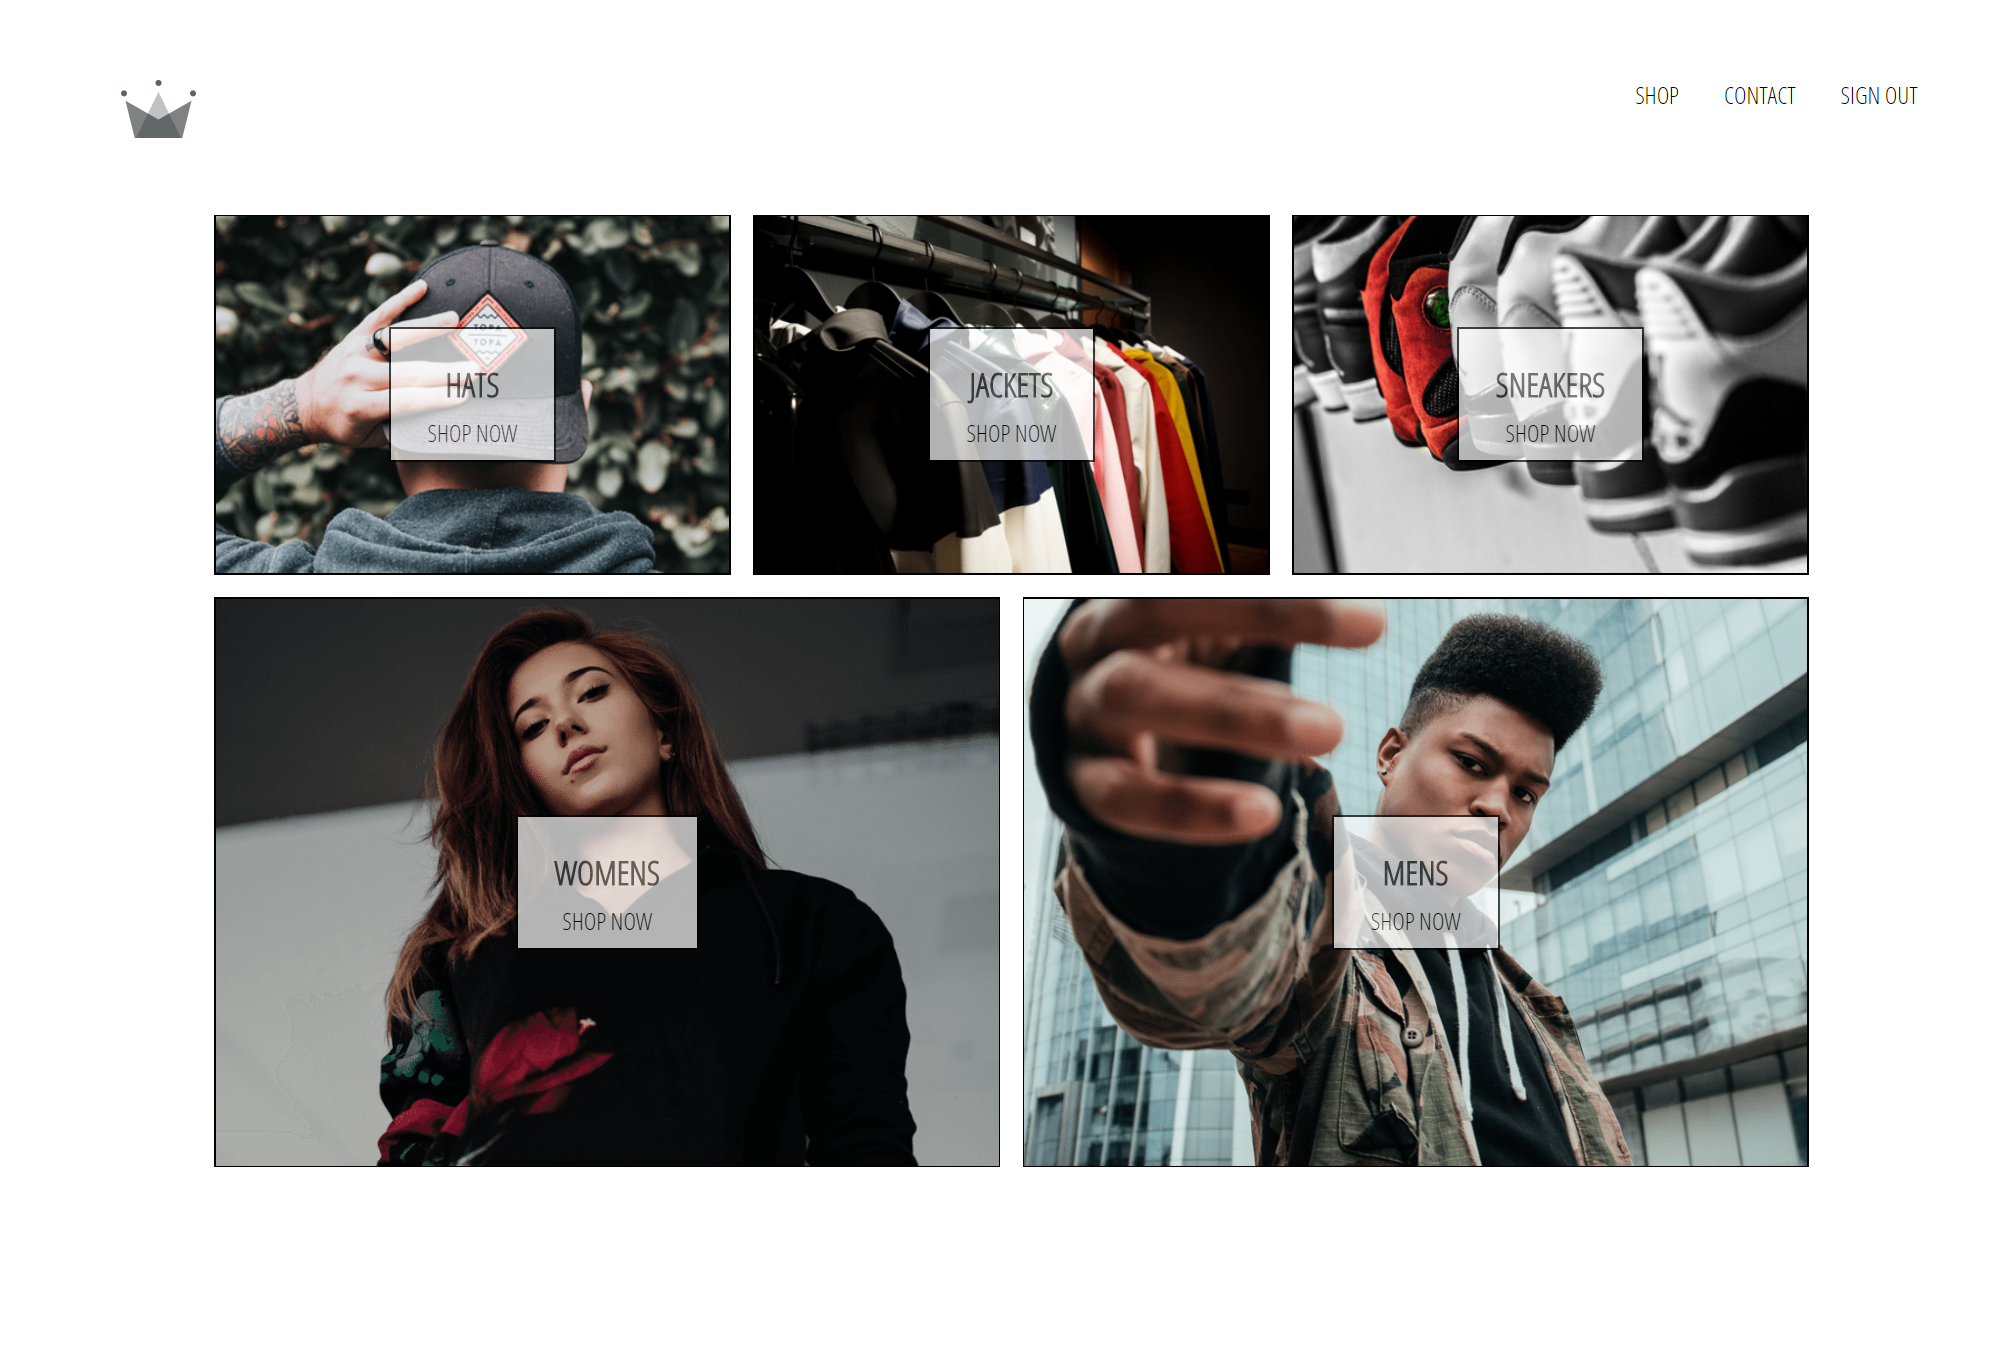 SHOP
CONTACT
SIGN OUT
TOPA
TOPA
HATS
SHOP NOW
JACKETS
SHOP NOW
SNEAKERS
SHOP NOW
WOMENS
SHOP NOW
MENS
SHOP NOW